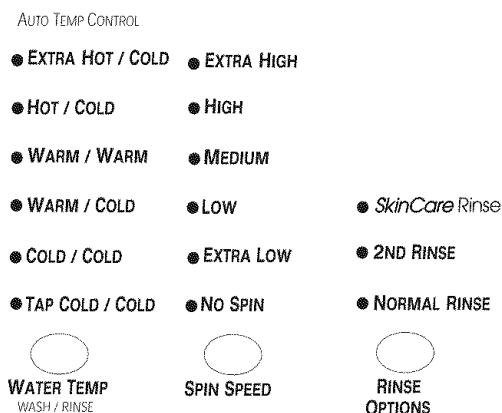 AUTO TEMP CONTROL
EXTRA HOT / COLD
HOT / COLD
WARM / WARM
WARM / COLD
COLD / COLD
TAP COLD / COLD
WATER TEMP
WASH / RINSE
EXTRA HIGH
HIGH
MEDIUM
LOW
EXTRA LOW
NO SPIN
SPIN SPEED
SkinCare Rinse
2ND RINSE
NORMAL RINSE
RINSE
OPTIONS